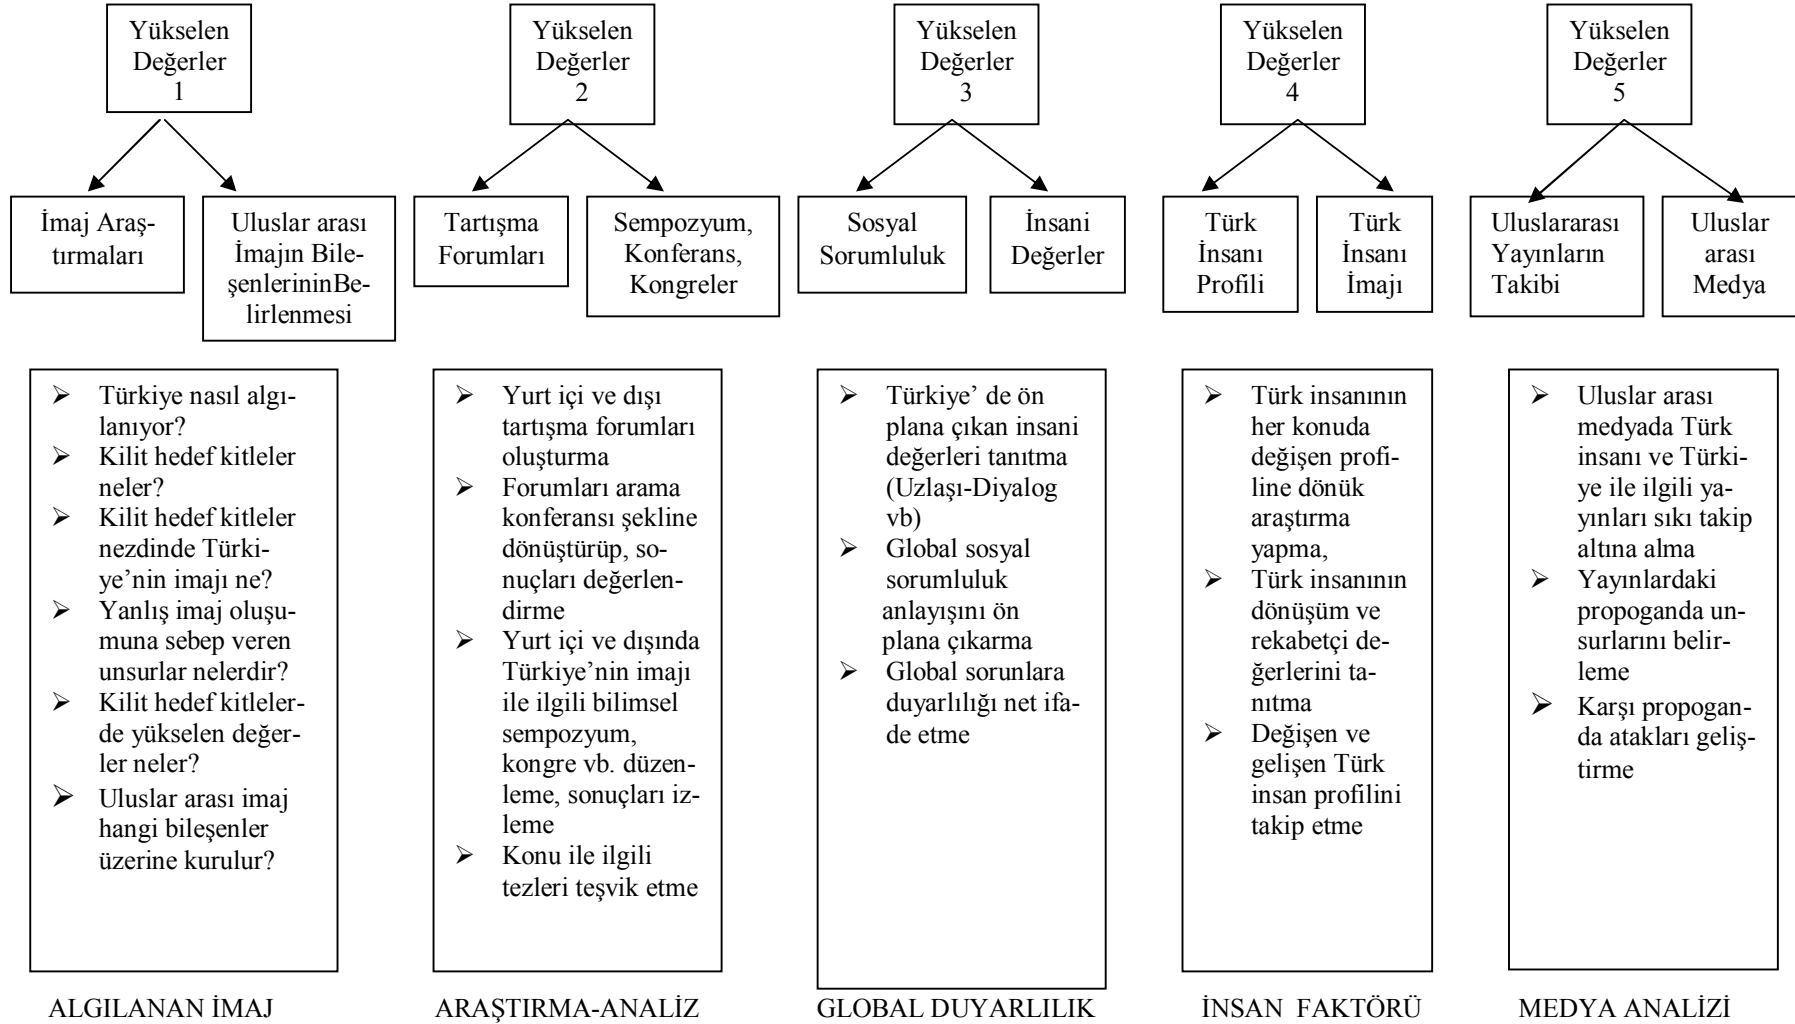 Yükselen
Değerler
1
Yükselen
Değerler
2
Yükselen
Değerler
3
Yükselen
Değerler
4
Yükselen
Değerler
5
İmaj Araş-
tırmaları
Uluslar arası
İmajın Bile-
şenlerininBe-
lirlenmesi
Tartışma
Forumları
Sempozyum,
Konferans,
Kongreler
Sosyal
Sorumluluk
İnsani
Değerler
Türk
İnsanı
Profili
Türk
İnsanı
İmajı
Uluslararası
Yayınların
Takibi
Uluslar
arası
Medya
➢ Türkiye nasıl algı-
lanıyor?
➢ Kilit hedef kitleler
neler?
➢ Kilit hedef kitleler
nezdinde Türki-
ye’nin imajı ne?
➢ Yanlış imaj oluşu-
muna sebep veren
unsurlar nelerdir?
➢ Kilit hedef kitleler-
de yükselen değer-
ler neler?
➢ Uluslar arası imaj
hangi bileşenler
üzerine kurulur?
➢ Yurt içi ve dışı
tartışma forumları
oluşturma
➢ Forumları arama
konferansı şekline
dönüştürüp, so-
nuçları değerlen-
dirme
➢ Yurt içi ve dışında
Türkiye’nin imajı
ile ilgili bilimsel
sempozyum,
kongre vb. düzen-
leme, sonuçları iz-
leme
➢ Konu ile ilgili
tezleri teşvik etme
➢ Türkiye’ de ön
plana çıkan insani
değerleri tanıtma
(Uzlaşı-Diyalog
vb)
➢ Global sosyal
sorumluluk
anlayışını ön
plana çıkarma
➢ Global sorunlara
duyarlılığı net ifa-
de etme
➢ Türk insanının
her konuda
değişen profi-
line dönük
araştırma
yapma,
➢ Türk insanının
dönüşüm ve
rekabetçi de-
ğerlerini ta-
nıtma
➢ Değişen ve
gelişen Türk
insan profilini
takip etme
➢ Uluslar arası
medyada Türk
insanı ve Türki-
ye ile ilgili ya-
yınları sıkı takip
altına alma
➢ Yayınlardaki
propoganda un-
surlarını belir-
leme
➢ Karşı propogan-
da atakları geliş-
tirme
ALGILANAN İMAJ
ARAŞTIRMA-ANALİZ
GLOBAL DUYARLILIK
İNSAN FAKTÖRÜ
MEDYA ANALİZİ